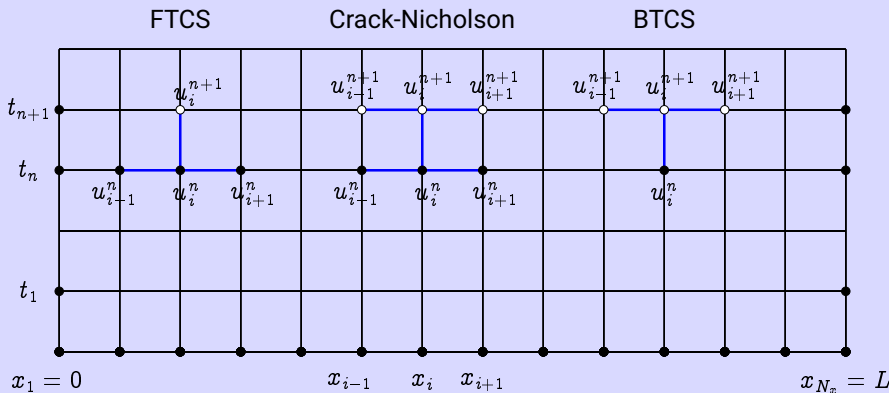 FTCS Crack-Nicholson BTCS
u_i^{n+1} u_{i-1}^{n+1} u_i^{n+1} u_{i+1}^{n+1} u_{i-1}^{n+1} u_i^{n+1} u_{i+1}^{n+1}
t_{n+1}
t_n
u_{i-1}^n u_i^n u_{i+1}^n u_{i-1}^n u_i^n u_{i+1}^n u_i^n
t_1
x_1 = 0 x_{i-1} x_i x_{i+1} x_{N_x} = L